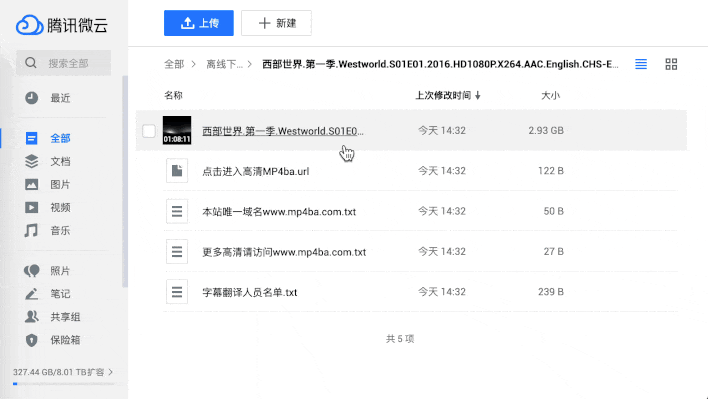 腾讯微云
上传
新建
搜索全部
全部 > 离线下... > 西部世界.第一季.Westworld.S01E01.2016.HD1080P.X264.AAC.English.CHS-E...
最近
名称 上次修改时间 大小
全部
文档
图片
视频
音乐
照片
笔记
共享组
保险箱
327.44 GB/8.01 TB扩容 >
01:08:11 西部世界.第一季.Westworld.S01E0... 今天 14:32 2.93 GB
点击进入高清MP4ba.url 今天 14:32 122 B
本站唯一域名www.mp4ba.com.txt 今天 14:32 50 B
更多高清请访问www.mp4ba.com.txt 今天 14:32 27 B
字幕翻译人员名单.txt 今天 14:32 239 B
共 5 项